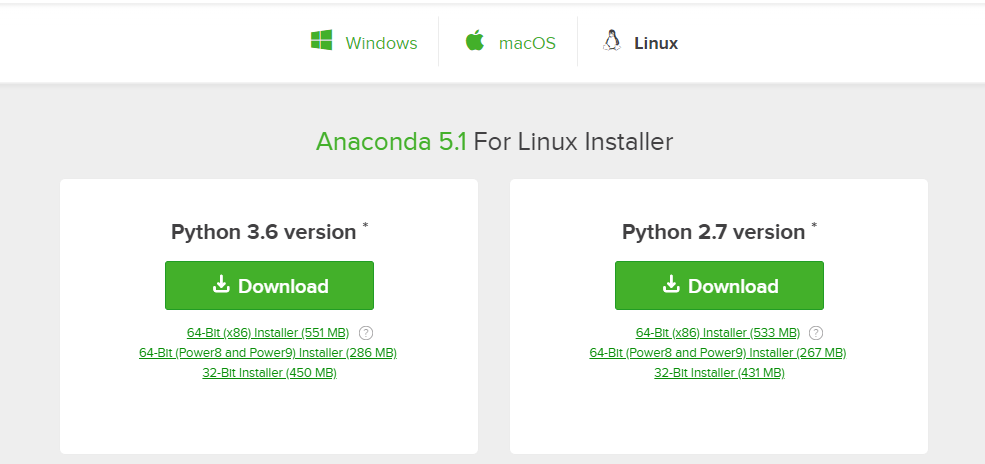 Windows macOS Linux
Anaconda 5.1 For Linux Installer
Python 3.6 version *
Download
64-Bit (x86) Installer (551 MB) ?
64-Bit (Power8 and Power9) Installer (286 MB)
32-Bit Installer (450 MB)
Python 2.7 version *
Download
64-Bit (x86) Installer (533 MB) ?
64-Bit (Power8 and Power9) Installer (267 MB)
32-Bit Installer (431 MB)